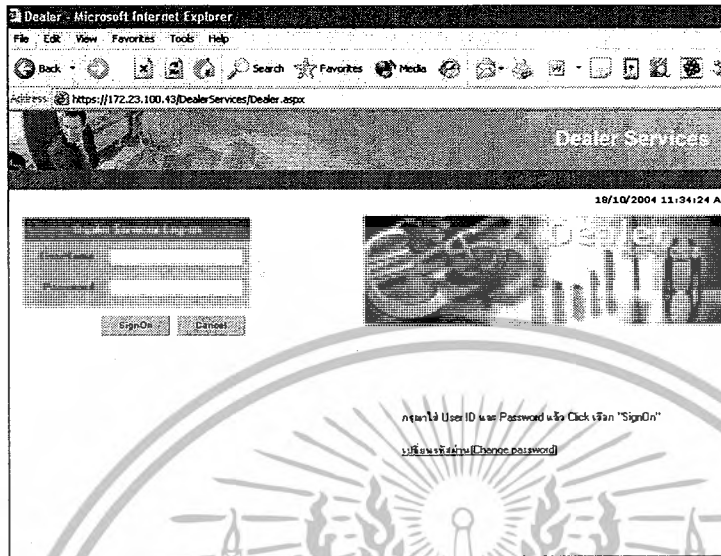 Dealer - Microsoft Internet Explorer
File Edit View Favorites Tools Help
Back Search Favorites Media
Address https://172.23.100.43/DealerServices/Dealer.aspx
Dealer Services
18/10/2004 11:34:24 A
Dealer
Password
SignOn Cancel
กรุณาใส่ User ID และ Password แล้ว Click เลือก "SignOn"
เปลี่ยนรหัสผ่าน(Change password)